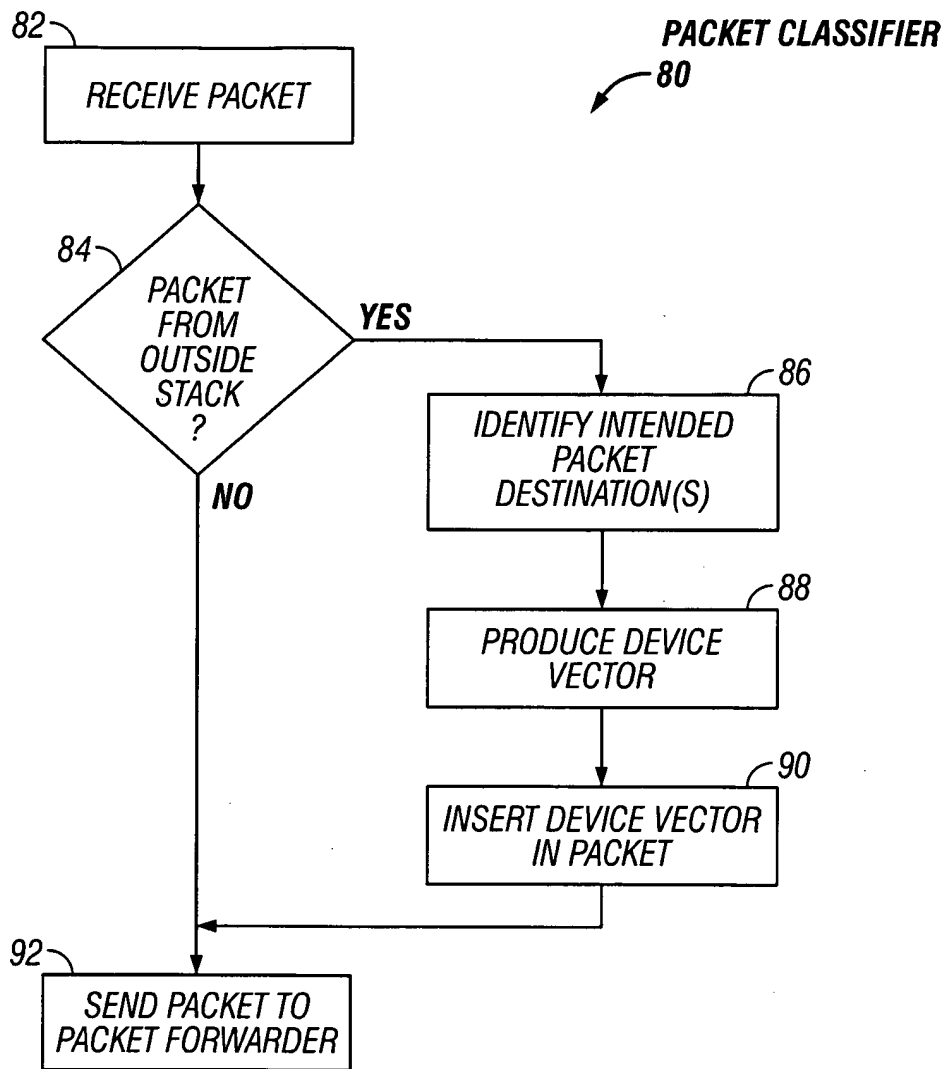 82
PACKET CLASSIFIER
80
RECEIVE PACKET
84
PACKET
FROM
OUTSIDE
STACK
?
YES
NO
86
IDENTIFY INTENDED
PACKET
DESTINATION(S)
88
PRODUCE DEVICE
VECTOR
90
INSERT DEVICE VECTOR
IN PACKET
92
SEND PACKET TO
PACKET FORWARDER